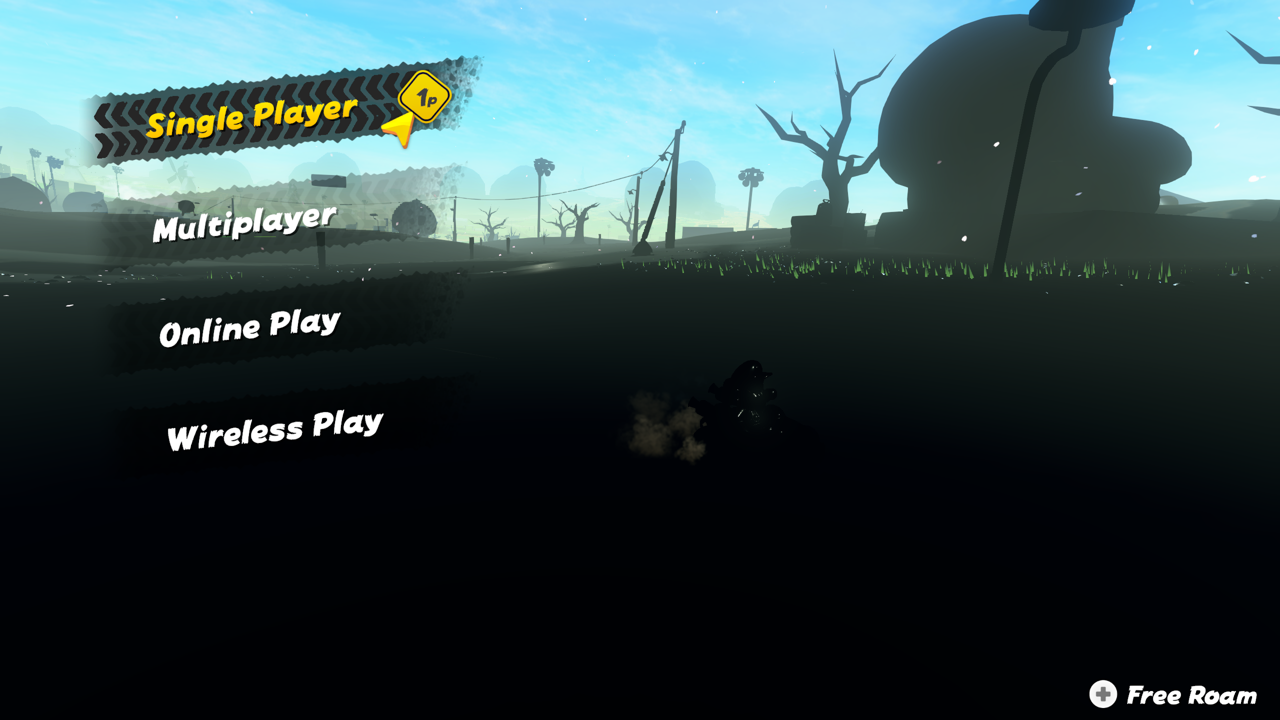 Single Player
1P
Multiplayer
Online Play
Wireless Play
Free Roam